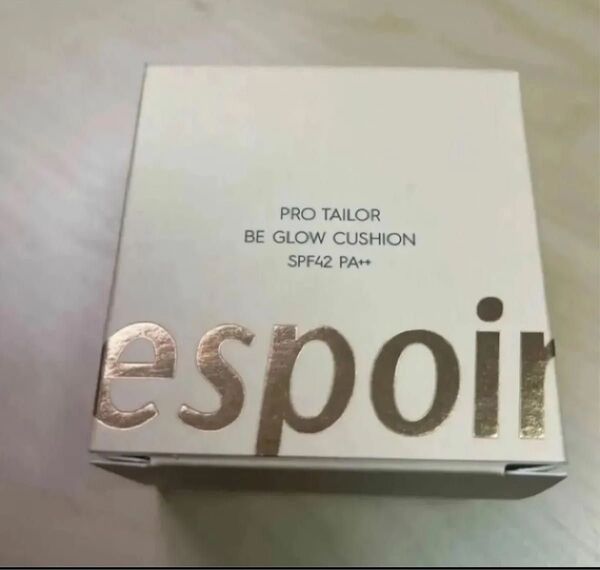 PRO TAILOR
BE GLOW CUSHION
SPF42 PA++
espoir